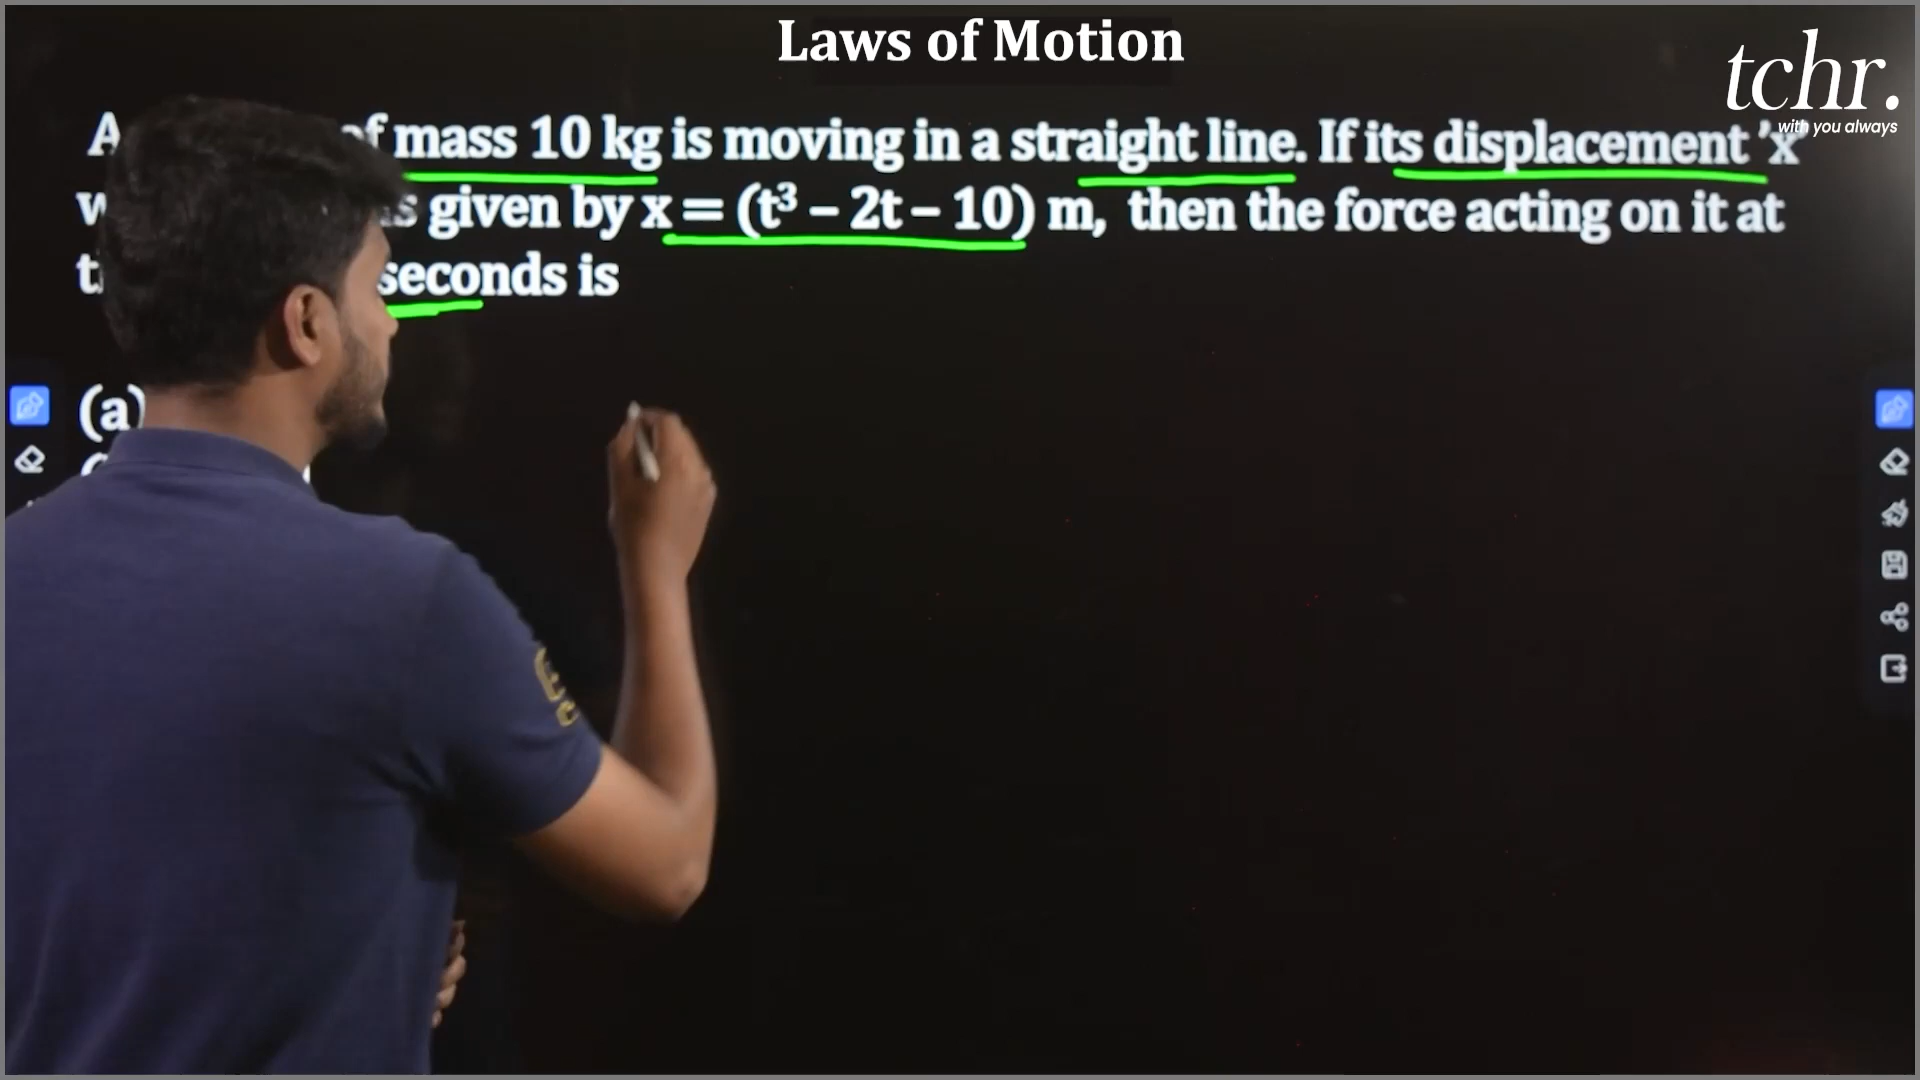 Laws of Motion
tchr.
with you always
A of mass 10 kg is moving in a straight line. If its displacement 'x
given by x = (t³ – 2t – 10) m, then the force acting on it at
seconds is
(a)